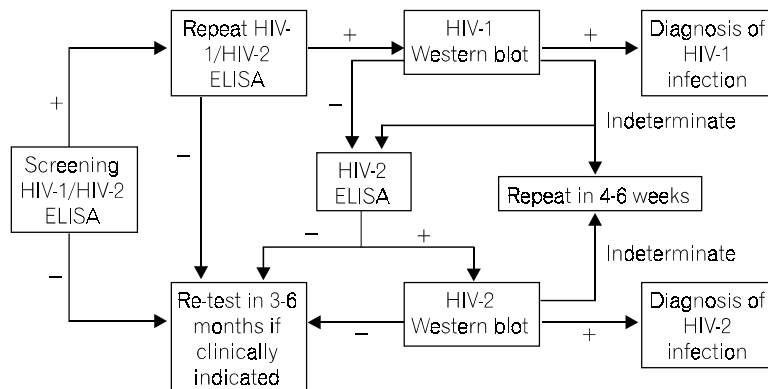 Repeat HIV-
1/HIV-2
ELISA
+
HIV-1
Western blot
+
Diagnosis of
HIV-1
infection
+
−
−
Indeterminate
Screening
HIV-1/HIV-2
ELISA
HIV-2
ELISA
Repeat in 4-6 weeks
−
−
+
Indeterminate
Re-test in 3-6
months if
clinically
indicated
−
HIV-2
Western blot
+
Diagnosis of
HIV-2
infection